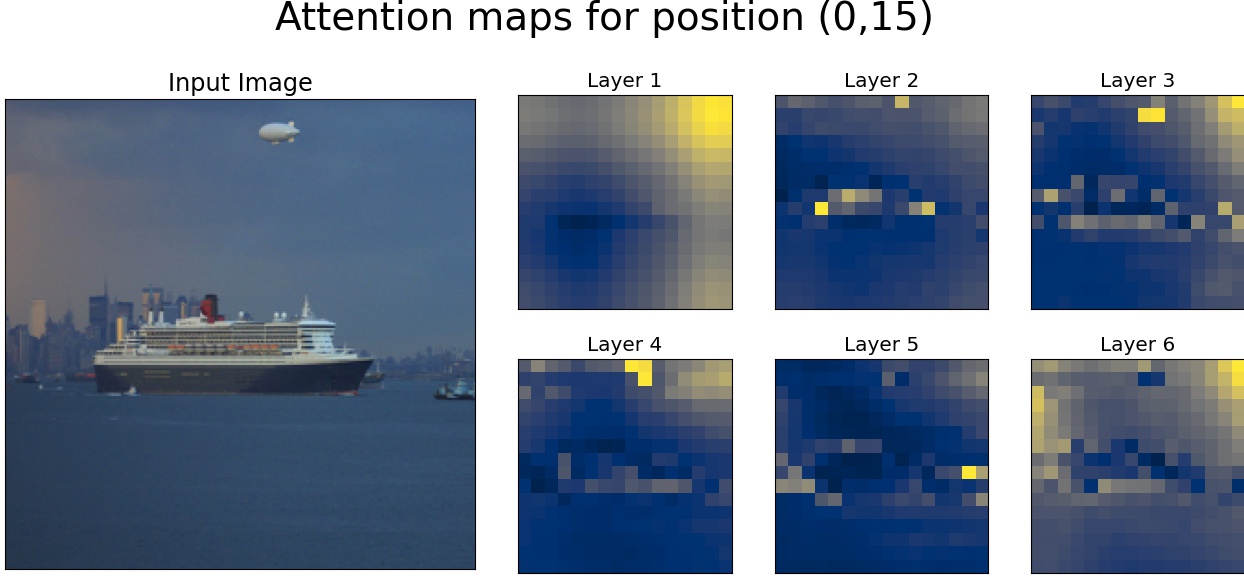 Attention maps for position (0,15)
Input Image
Layer 1
Layer 2
Layer 3
Layer 4
Layer 5
Layer 6